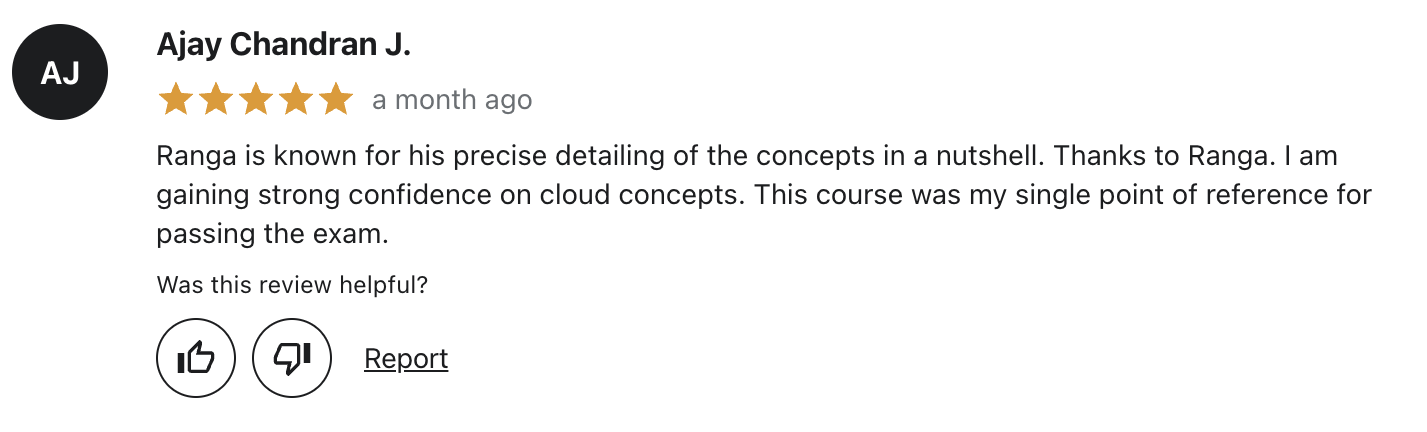 AJ
Ajay Chandran J.
a month ago
Ranga is known for his precise detailing of the concepts in a nutshell. Thanks to Ranga. I am
gaining strong confidence on cloud concepts. This course was my single point of reference for
passing the exam.
Was this review helpful?
Report